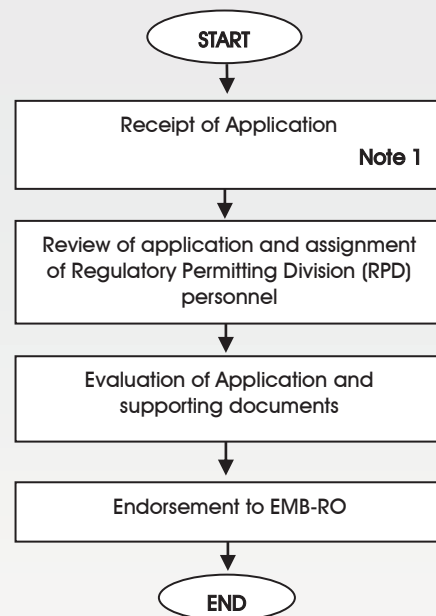 START
Receipt of Application
Note 1
Review of application and assignment
of Regulatory Permitting Division (RPD)
personnel
Evaluation of Application and
supporting documents
Endorsement to EMB-RO
END